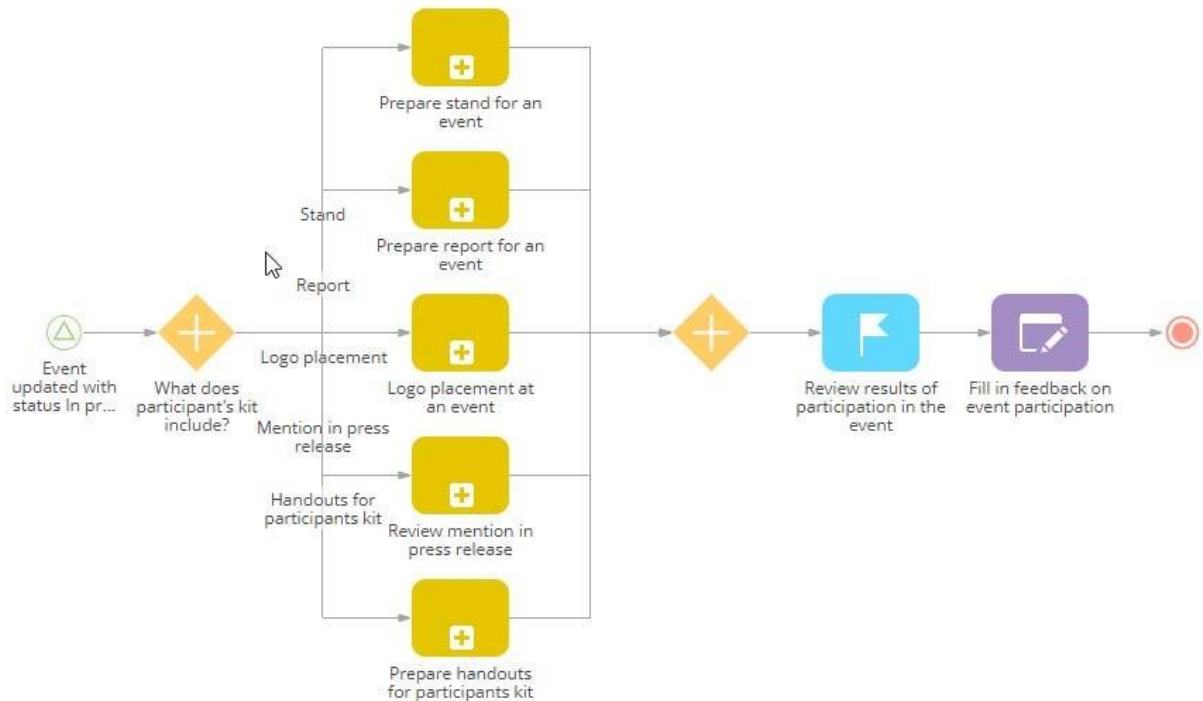 Prepare stand for an
event
Stand
Prepare report for an
event
Report
Event
updated with
status In pr...
What does
participant's kit
include?
Logo placement
Logo placement at
an event
Review results of
participation in the
event
Fill in feedback on
event participation
Mention in press
release
Handouts for
participants kit
Review mention in
press release
Prepare handouts
for participants kit